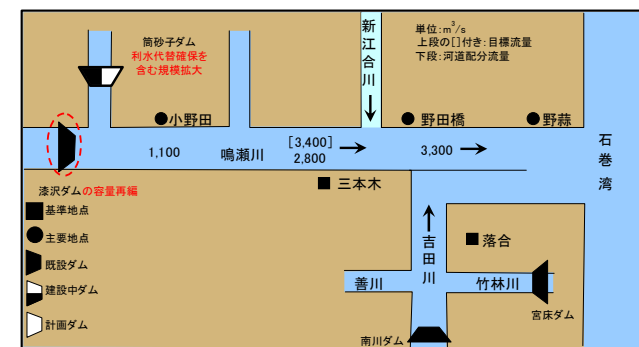 筒砂子ダム
利水代替確保を
含む規模拡大
新江合川
単位:m³/s
上段の[]付き:目標流量
下段:河道配分流量
小野田
野田橋
野蒜
石巻湾
1,100
鳴瀬川
[3,400]
2,800
3,300
三本木
漆沢ダムの容量再編
基準地点
主要地点
既設ダム
建設中ダム
計画ダム
吉田川
落合
善川
竹林川
宮床ダム
南川ダム